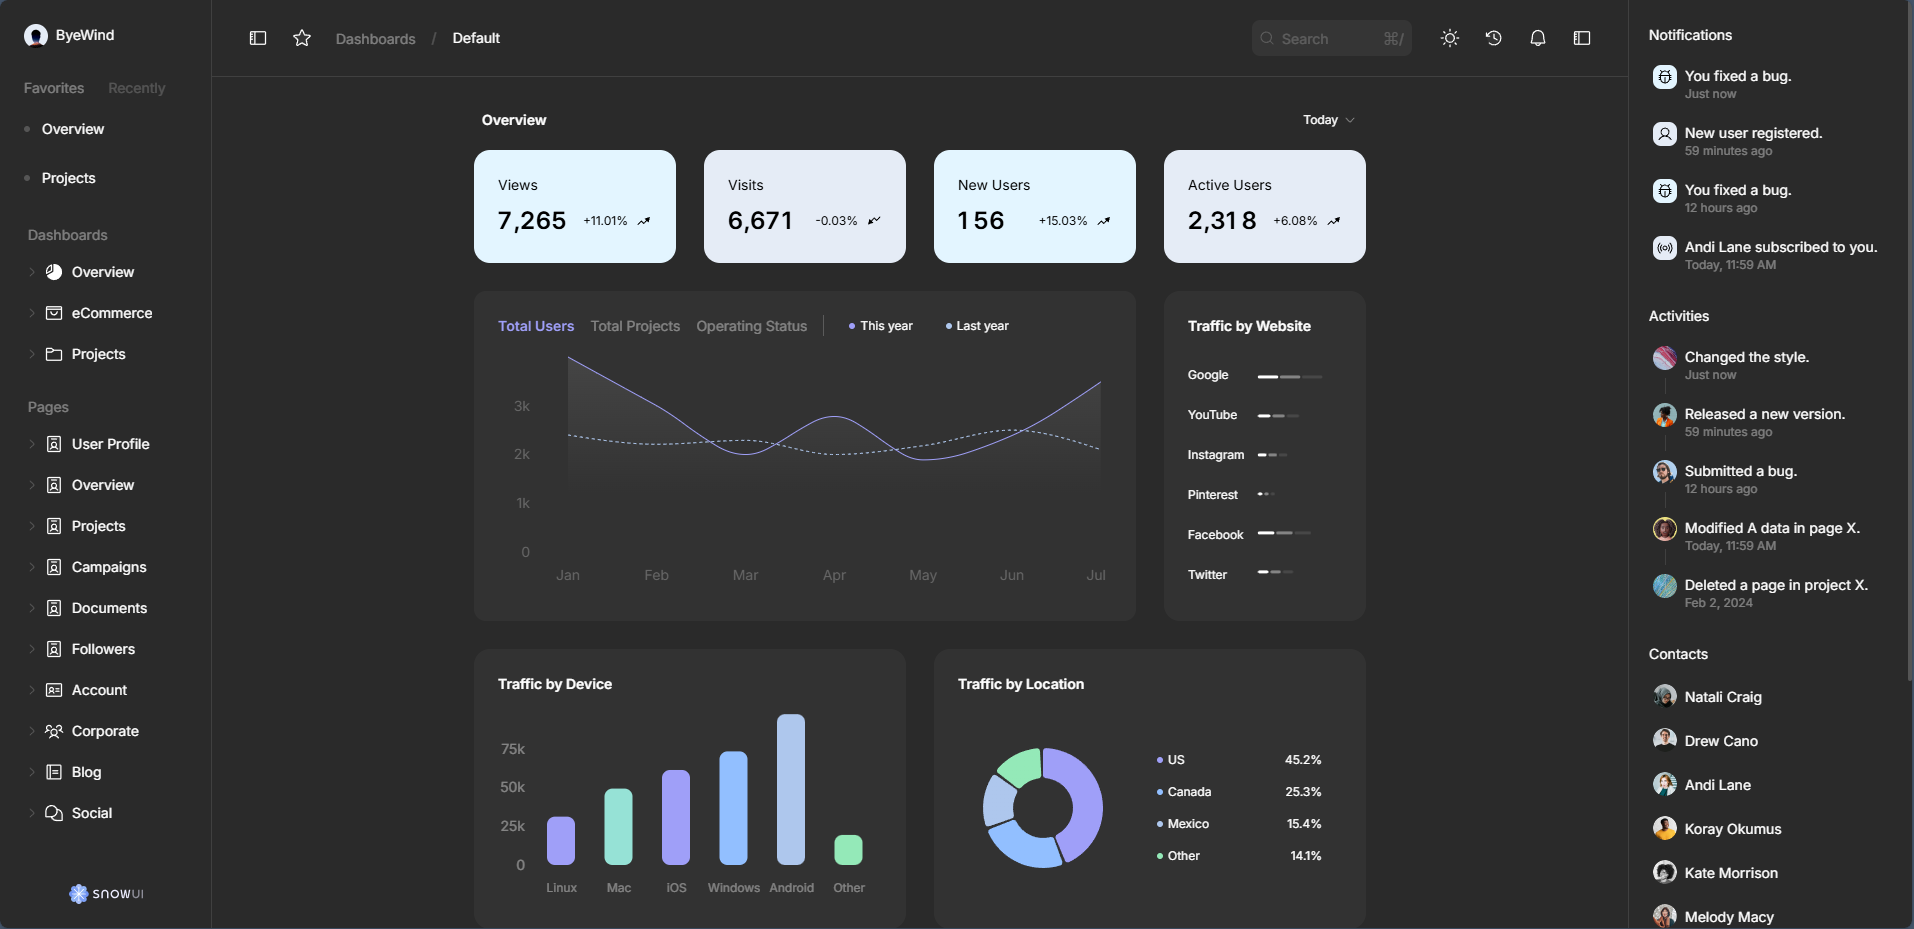 ByeWind
Favorites Recently
Overview
Projects
Dashboards
Overview
eCommerce
Projects
Pages
User Profile
Overview
Projects
Campaigns
Documents
Followers
Account
Corporate
Blog
Social
SNOWUI
Dashboards / Default
Search ⌘/
Overview
Today
Views
7,265 +11.01%
Visits
6,671 -0.03%
New Users
156 +15.03%
Active Users
2,318 +6.08%
Total Users Total Projects Operating Status This year Last year
3k
2k
1k
0
Jan Feb Mar Apr May Jun Jul
Traffic by Website
Google
YouTube
Instagram
Pinterest
Facebook
Twitter
Traffic by Device
75k
50k
25k
0
Linux Mac iOS Windows Android Other
Traffic by Location
US 45.2%
Canada 25.3%
Mexico 15.4%
Other 14.1%
Notifications
You fixed a bug.
Just now
New user registered.
59 minutes ago
You fixed a bug.
12 hours ago
Andi Lane subscribed to you.
Today, 11:59 AM
Activities
Changed the style.
Just now
Released a new version.
59 minutes ago
Submitted a bug.
12 hours ago
Modified A data in page X.
Today, 11:59 AM
Deleted a page in project X.
Feb 2, 2024
Contacts
Natali Craig
Drew Cano
Andi Lane
Koray Okumus
Kate Morrison
Melody Macy